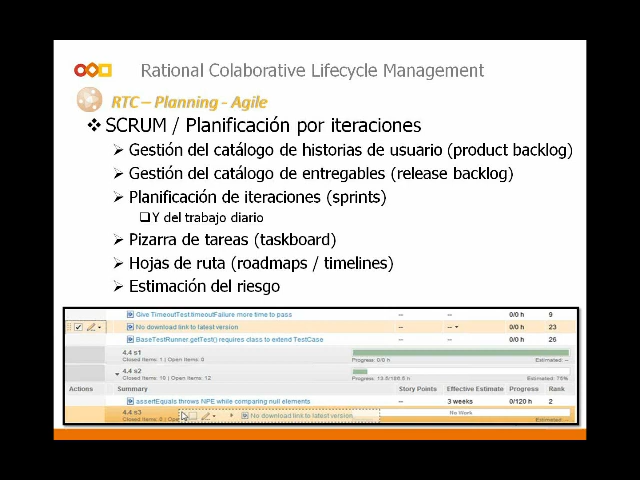 Rational Colaborative Lifecycle Management
RTC – Planning - Agile
SCRUM / Planificación por iteraciones
Gestión del catálogo de historias de usuario (product backlog)
Gestión del catálogo de entregables (release backlog)
Planificación de iteraciones (sprints)
Y del trabajo diario
Pizarra de tareas (taskboard)
Hojas de ruta (roadmaps / timelines)
Estimación del riesgo
Give TimeoutTest.timeoutFailure more time to pass -- -- 0/0 h 9
No download link to latest version -- -- 0/0 h 23
BaseTestRunner.getTest() requires class to extend TestCase -- -- 0/0 h 26
4.4 s1
Closed Items: 1 | Open Items: 0 Progress: 0/0 h Estimated: --
4.4 s2
Closed Items: 10 | Open Items: 12 Estimated: 75%
Actions Summary Story Points Effective Estimate Progress Rank
assertEquals throws NPE while comparing null elements -- 3 weeks 0/120 h 2
4.4 s3 No download link to latest version No Work
Closed Items: 0 | Estimated: --